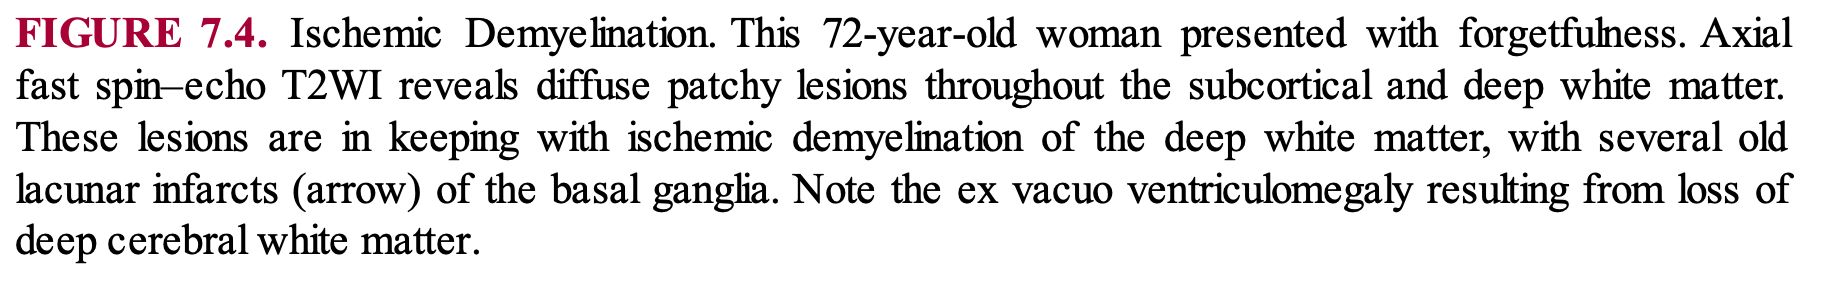 FIGURE 7.4. Ischemic Demyelination. This 72-year-old woman presented with forgetfulness. Axial
fast spin–echo T2WI reveals diffuse patchy lesions throughout the subcortical and deep white matter.
These lesions are in keeping with ischemic demyelination of the deep white matter, with several old
lacunar infarcts (arrow) of the basal ganglia. Note the ex vacuo ventriculomegaly resulting from loss of
deep cerebral white matter.